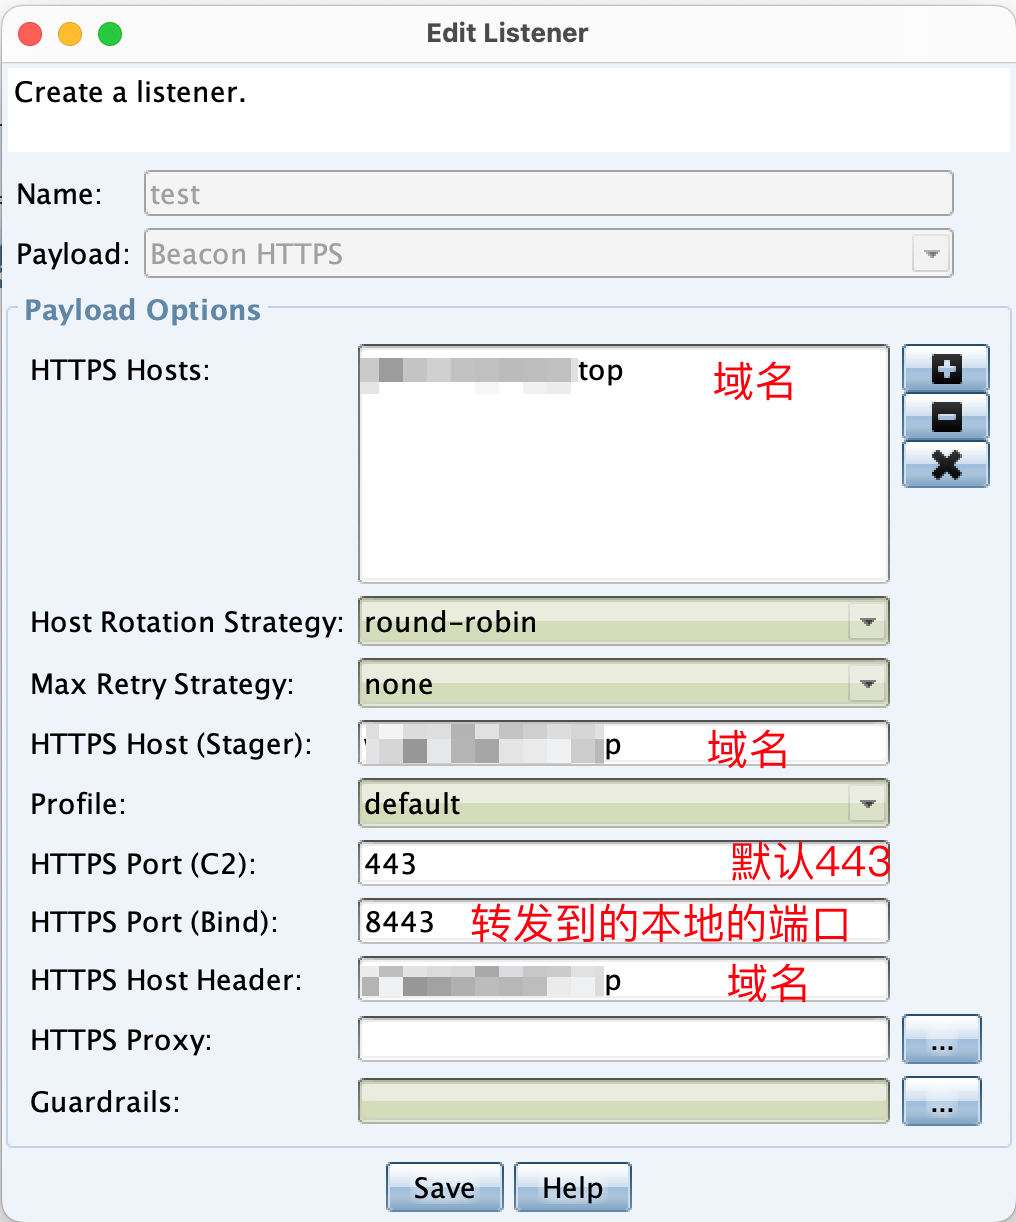 Edit Listener
Create a listener.
Name: test
Payload: Beacon HTTPS
Payload Options
HTTPS Hosts: top 域名
Host Rotation Strategy: round-robin
Max Retry Strategy: none
HTTPS Host (Stager): p 域名
Profile: default
HTTPS Port (C2): 443 默认443
HTTPS Port (Bind): 8443 转发到的本地的端口
HTTPS Host Header: p 域名
HTTPS Proxy: ...
Guardrails: ...
Save Help